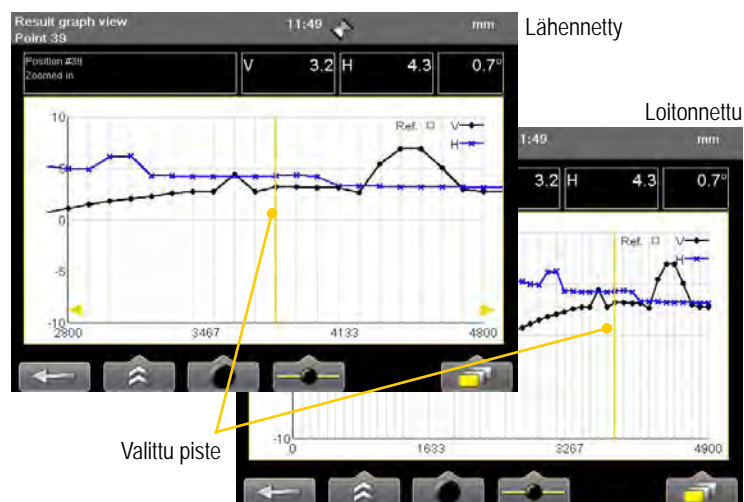 Result graph view 11:49 mm
Point 39
Position #39
Zoomed in
V 3.2 H 4.3 0.7°
10
Ref. V
H
5
0
-5
-10
2800 3467 4133 4800
Lähennetty
Loitonnettu
1:49 mm
3.2 H 4.3 0.7°
Ref. V
H
-10
0 1633 3267 4900
Valittu piste